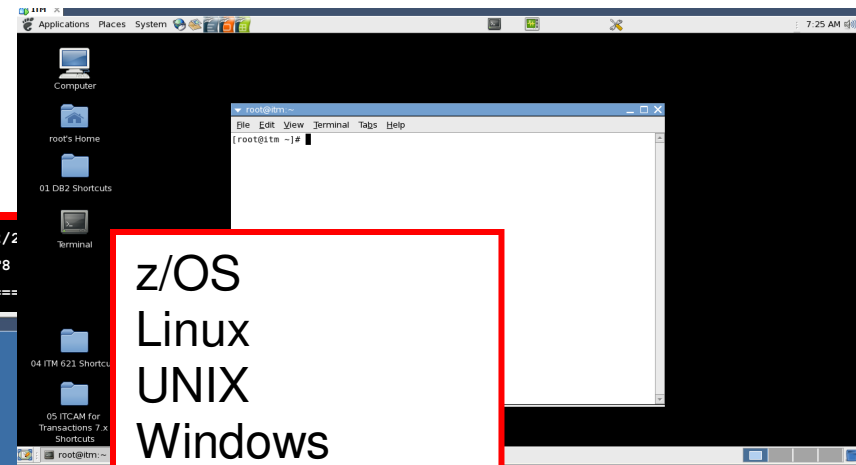 ITM
Applications Places System
7:25 AM
Computer
root@itm:~
File Edit View Terminal Tabs Help
[root@itm ~]#
root's Home
01 DB2 Shortcuts
Terminal
z/OS
Linux
UNIX
Windows
04 ITM 621 Shortcu
05 ITCAM for
Transactions 7.x
Shortcuts
root@itm:~